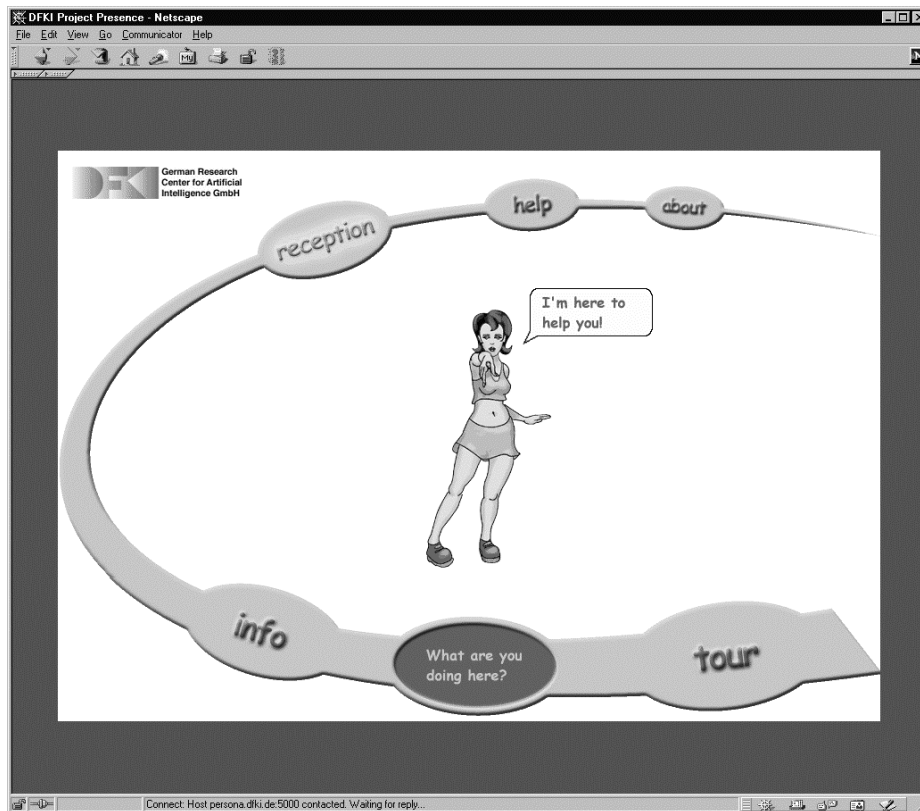 DFKI Project Presence - Netscape
File Edit View Go Communicator Help
My N
DFKI
German Research
Center for Artificial
Intelligence GmbH
reception
help
about
I'm here to
help you!
info
What are you
doing here?
tour
Connect: Host persona.dfki.de:5000 contacted. Waiting for reply...